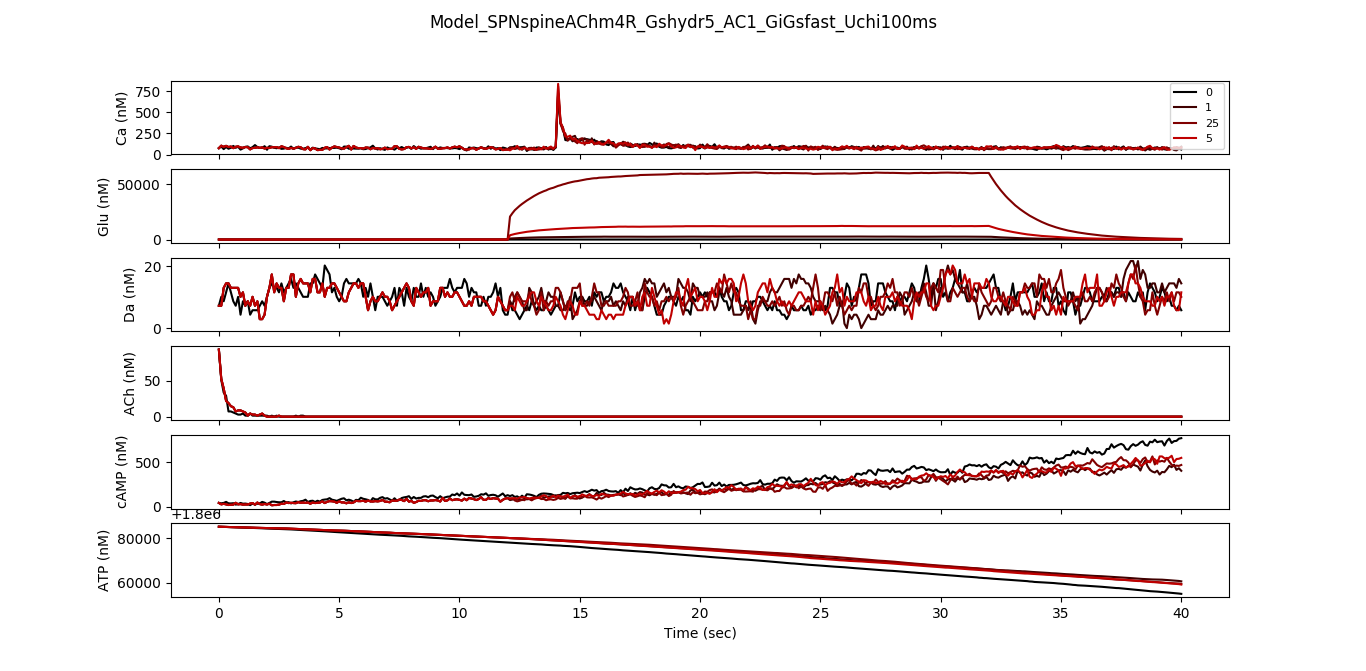 Model_SPNspineAChm4R_Gshydr5_AC1_GiGsfast_Uchi100ms
Ca (nM)
750
500
250
0
0
1
25
5
Glu (nM)
50000
0
Da (nM)
20
0
ACh (nM)
50
0
cAMP (nM)
500
0
+1.8e6
ATP (nM)
80000
60000
0 5 10 15 20 25 30 35 40
Time (sec)